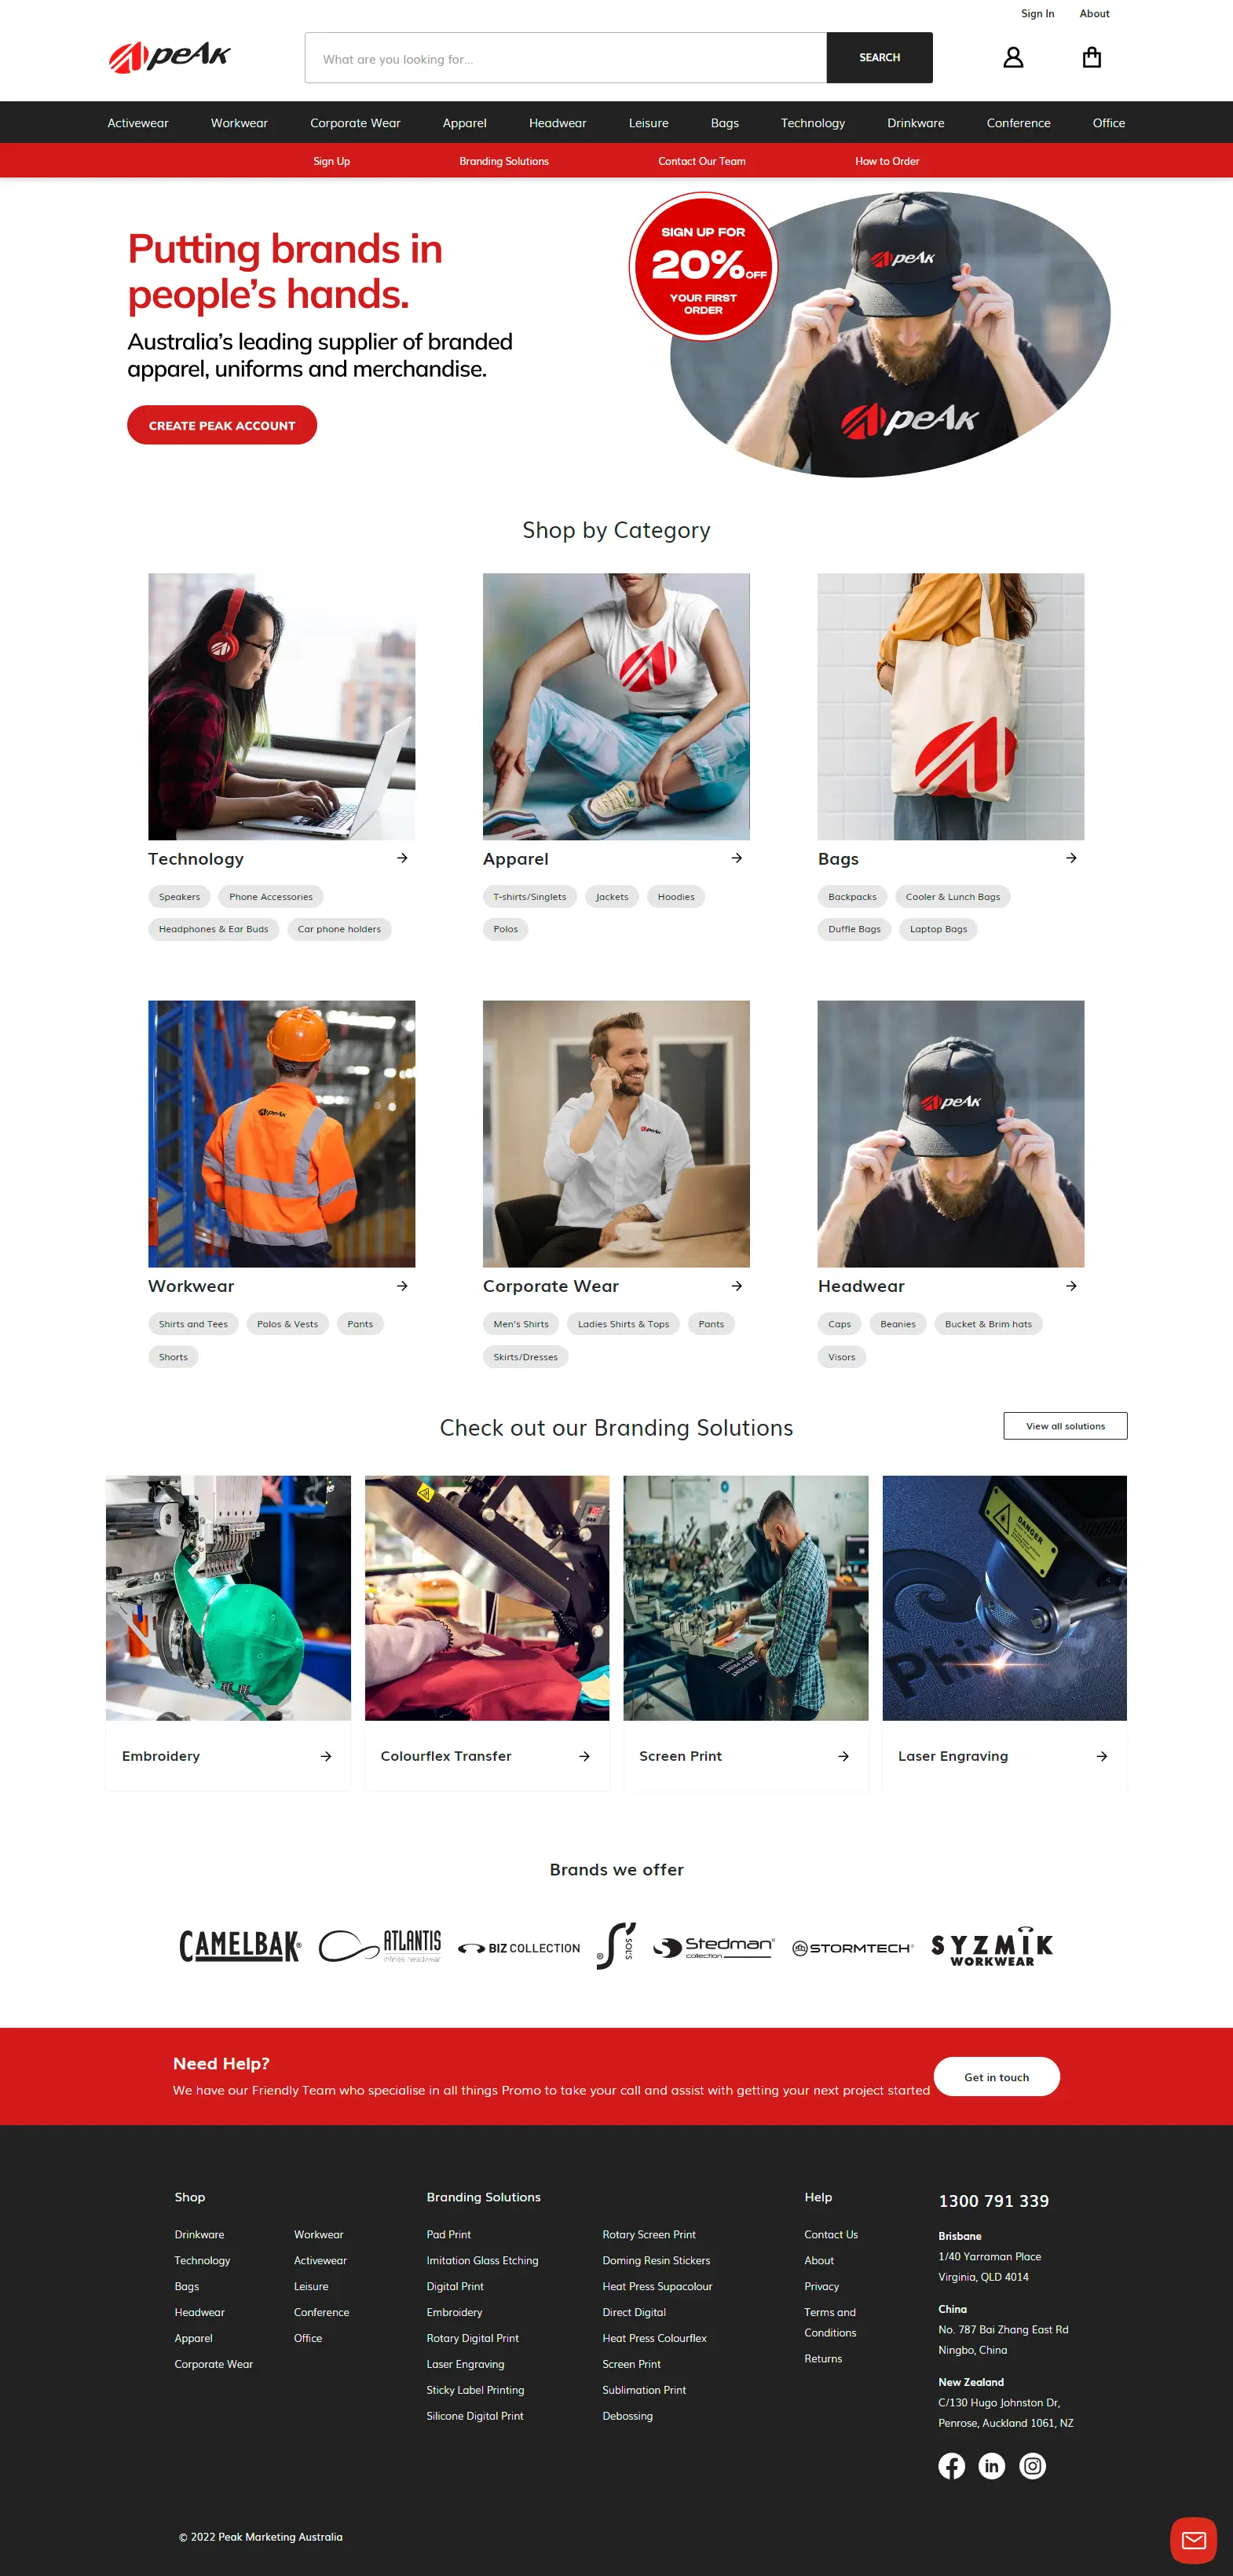 Sign In About
peAk
What are you looking for...
SEARCH
Activewear Workwear Corporate Wear Apparel Headwear Leisure Bags Technology Drinkware Conference Office
Sign Up Branding Solutions Contact Our Team How to Order
Putting brands in
people's hands.
Australia's leading supplier of branded
apparel, uniforms and merchandise.
CREATE PEAK ACCOUNT
SIGN UP FOR
20% OFF
YOUR FIRST
ORDER
peAk
peAk
Shop by Category
Technology
Speakers Phone Accessories
Headphones & Ear Buds Car phone holders
Apparel
T-shirts/Singlets Jackets Hoodies
Polos
Bags
Backpacks Cooler & Lunch Bags
Duffle Bags Laptop Bags
peAk
peAk
peAk
Workwear
Shirts and Tees Polos & Vests Pants
Shorts
Corporate Wear
Men's Shirts Ladies Shirts & Tops Pants
Skirts/Dresses
Headwear
Caps Beanies Bucket & Brim hats
Visors
Check out our Branding Solutions
View all solutions
DANGER
Phi
Embroidery
Colourflex Transfer
Screen Print
Laser Engraving
Brands we offer
CAMELBAK®
ATLANTIS
infinite headwear
BIZ COLLECTION
SOL'S
Stedman®
collection
STORMTECH®
SYZMIK
WORKWEAR
Need Help?
We have our Friendly Team who specialise in all things Promo to take your call and assist with getting your next project started
Get in touch
Shop
Drinkware
Technology
Bags
Headwear
Apparel
Corporate Wear
Workwear
Activewear
Leisure
Conference
Office
Branding Solutions
Pad Print
Imitation Glass Etching
Digital Print
Embroidery
Rotary Digital Print
Laser Engraving
Sticky Label Printing
Silicone Digital Print
Rotary Screen Print
Doming Resin Stickers
Heat Press Supacolour
Direct Digital
Heat Press Colourflex
Screen Print
Sublimation Print
Debossing
Help
Contact Us
About
Privacy
Terms and
Conditions
Returns
1300 791 339
Brisbane
1/40 Yarraman Place
Virginia, QLD 4014
China
No. 787 Bai Zhang East Rd
Ningbo, China
New Zealand
C/130 Hugo Johnston Dr,
Penrose, Auckland 1061, NZ
© 2022 Peak Marketing Australia